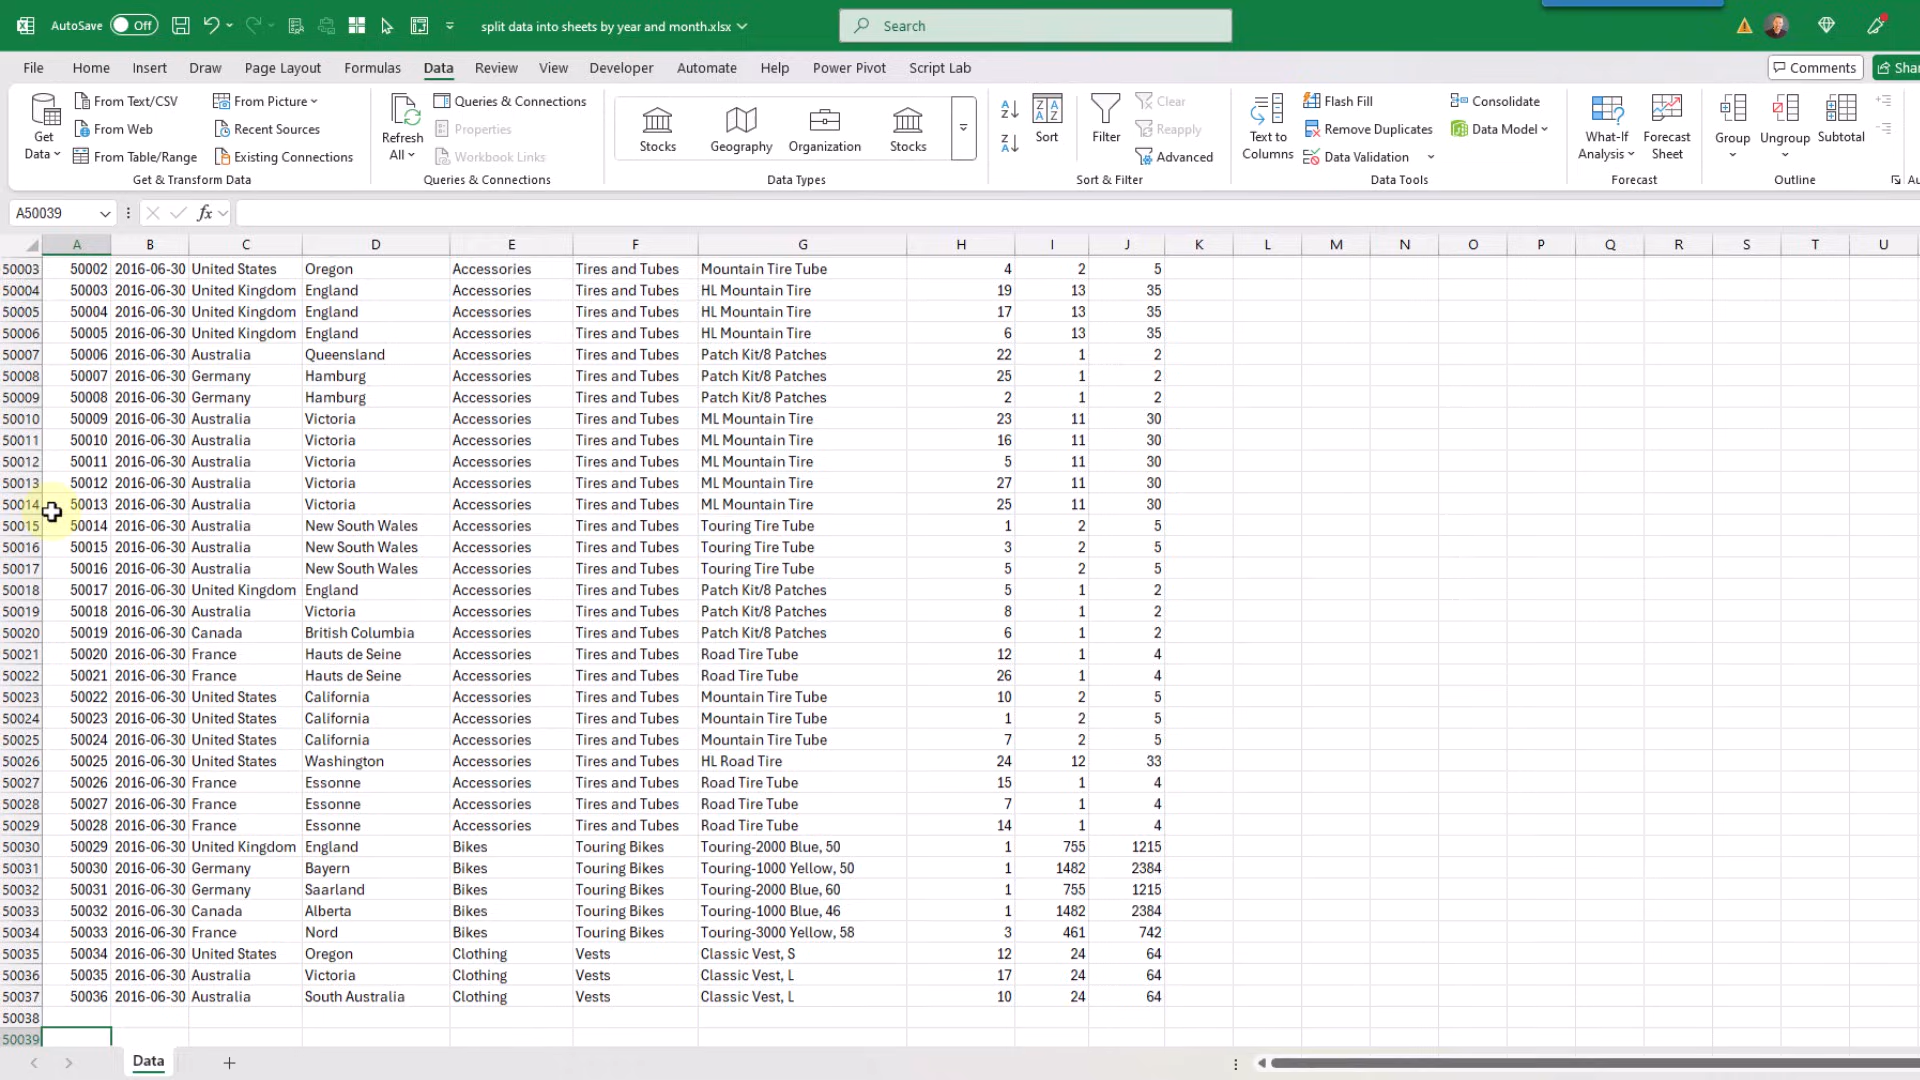 AutoSave Off split data into sheets by year and month.xlsx Search
File Home Insert Draw Page Layout Formulas Data Review View Developer Automate Help Power Pivot Script Lab Comments Shar
Get Data From Text/CSV From Picture Refresh All Queries & Connections Stocks Geography Organization Stocks Sort Filter Clear Text to Columns Flash Fill Consolidate What-If Analysis Forecast Sheet Group Ungroup Subtotal
From Web Recent Sources Properties Reapply Remove Duplicates Data Model
From Table/Range Existing Connections Workbook Links Advanced Data Validation
Get & Transform Data Queries & Connections Data Types Sort & Filter Data Tools Forecast Outline Au
A50039 fx
A B C D E F G H I J K L M N O P Q R S T U
50003 50002 2016-06-30 United States Oregon Accessories Tires and Tubes Mountain Tire Tube 4 2 5
50004 50003 2016-06-30 United Kingdom England Accessories Tires and Tubes HL Mountain Tire 19 13 35
50005 50004 2016-06-30 United Kingdom England Accessories Tires and Tubes HL Mountain Tire 17 13 35
50006 50005 2016-06-30 United Kingdom England Accessories Tires and Tubes HL Mountain Tire 6 13 35
50007 50006 2016-06-30 Australia Queensland Accessories Tires and Tubes Patch Kit/8 Patches 22 1 2
50008 50007 2016-06-30 Germany Hamburg Accessories Tires and Tubes Patch Kit/8 Patches 25 1 2
50009 50008 2016-06-30 Germany Hamburg Accessories Tires and Tubes Patch Kit/8 Patches 2 1 2
50010 50009 2016-06-30 Australia Victoria Accessories Tires and Tubes ML Mountain Tire 23 11 30
50011 50010 2016-06-30 Australia Victoria Accessories Tires and Tubes ML Mountain Tire 16 11 30
50012 50011 2016-06-30 Australia Victoria Accessories Tires and Tubes ML Mountain Tire 5 11 30
50013 50012 2016-06-30 Australia Victoria Accessories Tires and Tubes ML Mountain Tire 27 11 30
50014 50013 2016-06-30 Australia Victoria Accessories Tires and Tubes ML Mountain Tire 25 11 30
50015 50014 2016-06-30 Australia New South Wales Accessories Tires and Tubes Touring Tire Tube 1 2 5
50016 50015 2016-06-30 Australia New South Wales Accessories Tires and Tubes Touring Tire Tube 3 2 5
50017 50016 2016-06-30 Australia New South Wales Accessories Tires and Tubes Touring Tire Tube 5 2 5
50018 50017 2016-06-30 United Kingdom England Accessories Tires and Tubes Patch Kit/8 Patches 5 1 2
50019 50018 2016-06-30 Australia Victoria Accessories Tires and Tubes Patch Kit/8 Patches 8 1 2
50020 50019 2016-06-30 Canada British Columbia Accessories Tires and Tubes Patch Kit/8 Patches 6 1 2
50021 50020 2016-06-30 France Hauts de Seine Accessories Tires and Tubes Road Tire Tube 12 1 4
50022 50021 2016-06-30 France Hauts de Seine Accessories Tires and Tubes Road Tire Tube 26 1 4
50023 50022 2016-06-30 United States California Accessories Tires and Tubes Mountain Tire Tube 10 2 5
50024 50023 2016-06-30 United States California Accessories Tires and Tubes Mountain Tire Tube 1 2 5
50025 50024 2016-06-30 United States California Accessories Tires and Tubes Mountain Tire Tube 7 2 5
50026 50025 2016-06-30 United States Washington Accessories Tires and Tubes HL Road Tire 24 12 33
50027 50026 2016-06-30 France Essonne Accessories Tires and Tubes Road Tire Tube 15 1 4
50028 50027 2016-06-30 France Essonne Accessories Tires and Tubes Road Tire Tube 7 1 4
50029 50028 2016-06-30 France Essonne Accessories Tires and Tubes Road Tire Tube 14 1 4
50030 50029 2016-06-30 United Kingdom England Bikes Touring Bikes Touring-2000 Blue, 50 1 755 1215
50031 50030 2016-06-30 Germany Bayern Bikes Touring Bikes Touring-1000 Yellow, 50 1 1482 2384
50032 50031 2016-06-30 Germany Saarland Bikes Touring Bikes Touring-2000 Blue, 60 1 755 1215
50033 50032 2016-06-30 Canada Alberta Bikes Touring Bikes Touring-1000 Blue, 46 1 1482 2384
50034 50033 2016-06-30 France Nord Bikes Touring Bikes Touring-3000 Yellow, 58 3 461 742
50035 50034 2016-06-30 United States Oregon Clothing Vests Classic Vest, S 12 24 64
50036 50035 2016-06-30 Australia Victoria Clothing Vests Classic Vest, L 17 24 64
50037 50036 2016-06-30 Australia South Australia Clothing Vests Classic Vest, L 10 24 64
50038
50039
Data